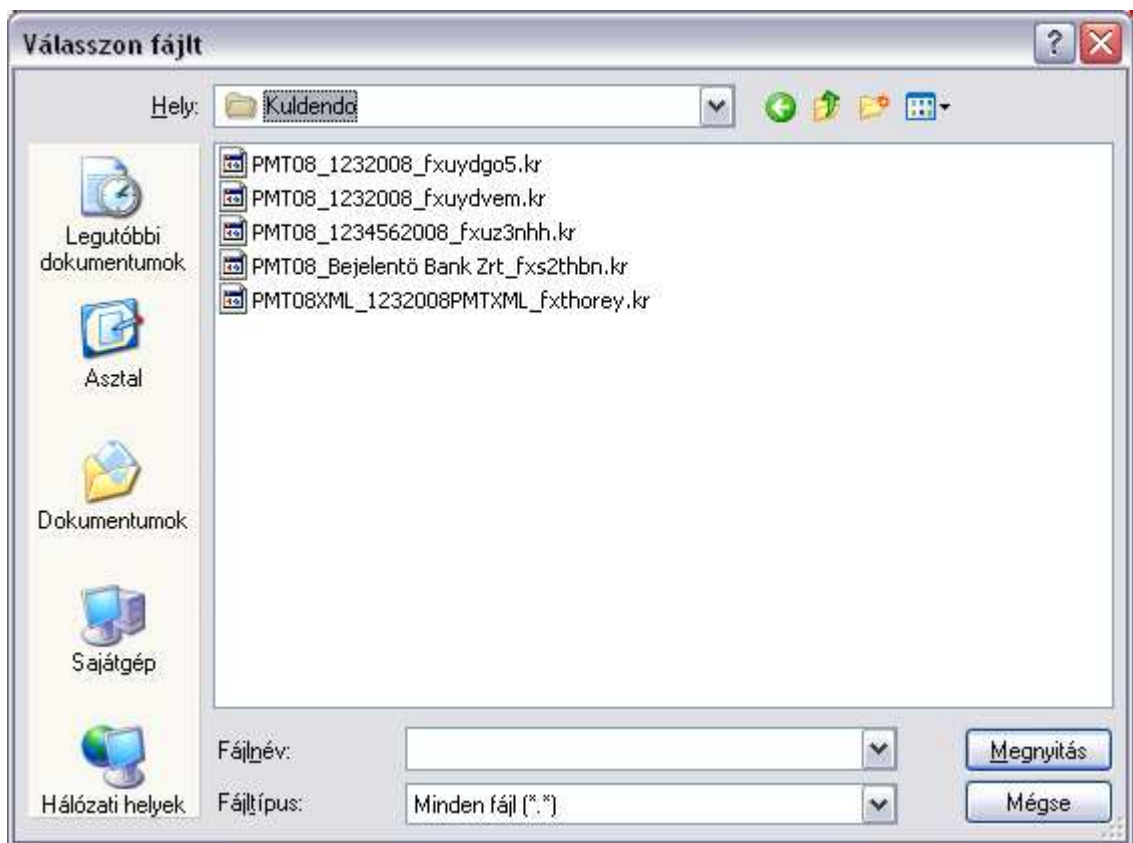 Válasszon fájlt
Hely: Kuldendo
PMT08_1232008_fxuydgo5.kr
PMT08_1232008_fxuydvem.kr
PMT08_1234562008_fxuz3nhh.kr
PMT08_Bejelentö Bank Zrt_fxs2thbn.kr
PMT08XML_1232008PMTXML_fxthorey.kr
Legutóbbi
dokumentumok
Asztal
Dokumentumok
Sajátgép
Hálózati helyek
Fájlnév:
Megnyitás
Fájltípus: Minden fájl (*.*)
Mégse